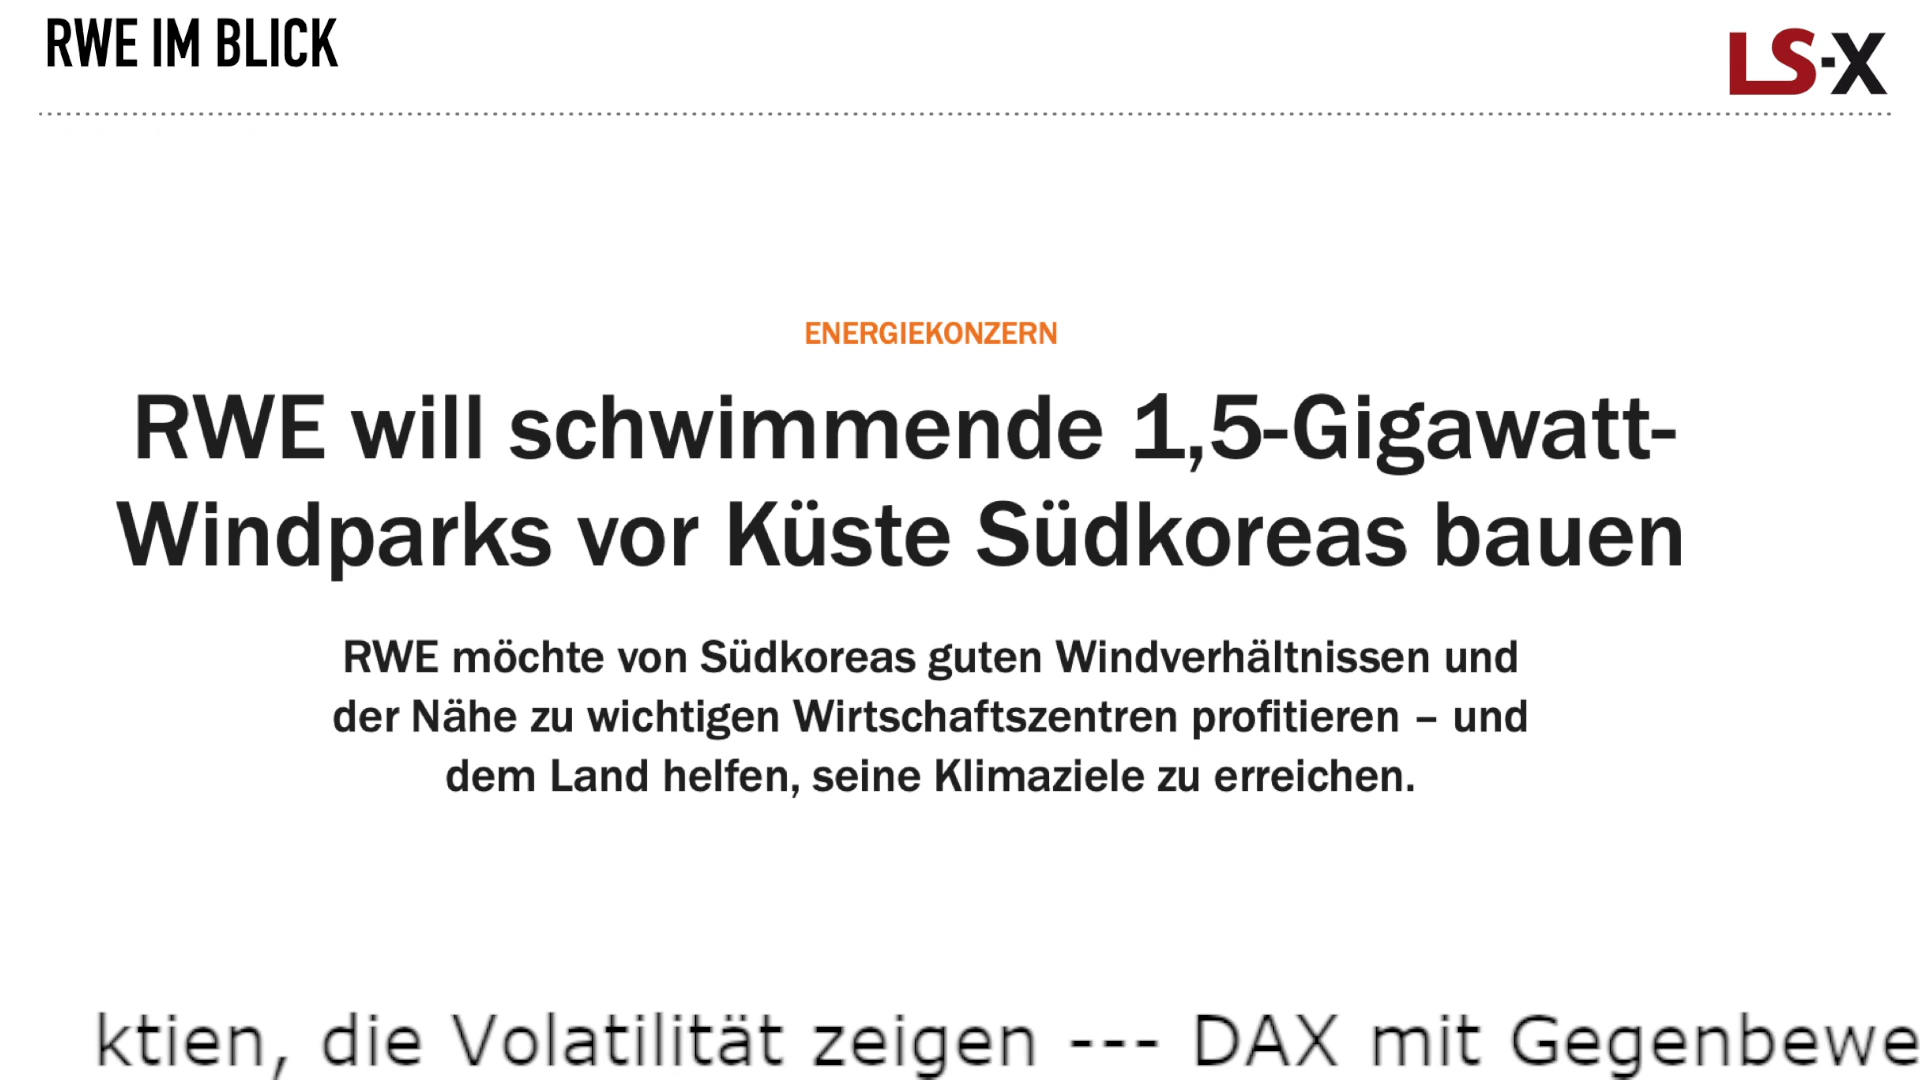 RWE IM BLICK
LS-X
ENERGIEKONZERN
RWE will schwimmende 1,5-Gigawatt-
Windparks vor Küste Südkoreas bauen
RWE möchte von Südkoreas guten Windverhältnissen und
der Nähe zu wichtigen Wirtschaftszentren profitieren – und
dem Land helfen, seine Klimaziele zu erreichen.
ktien, die Volatilität zeigen --- DAX mit Gegenbewe